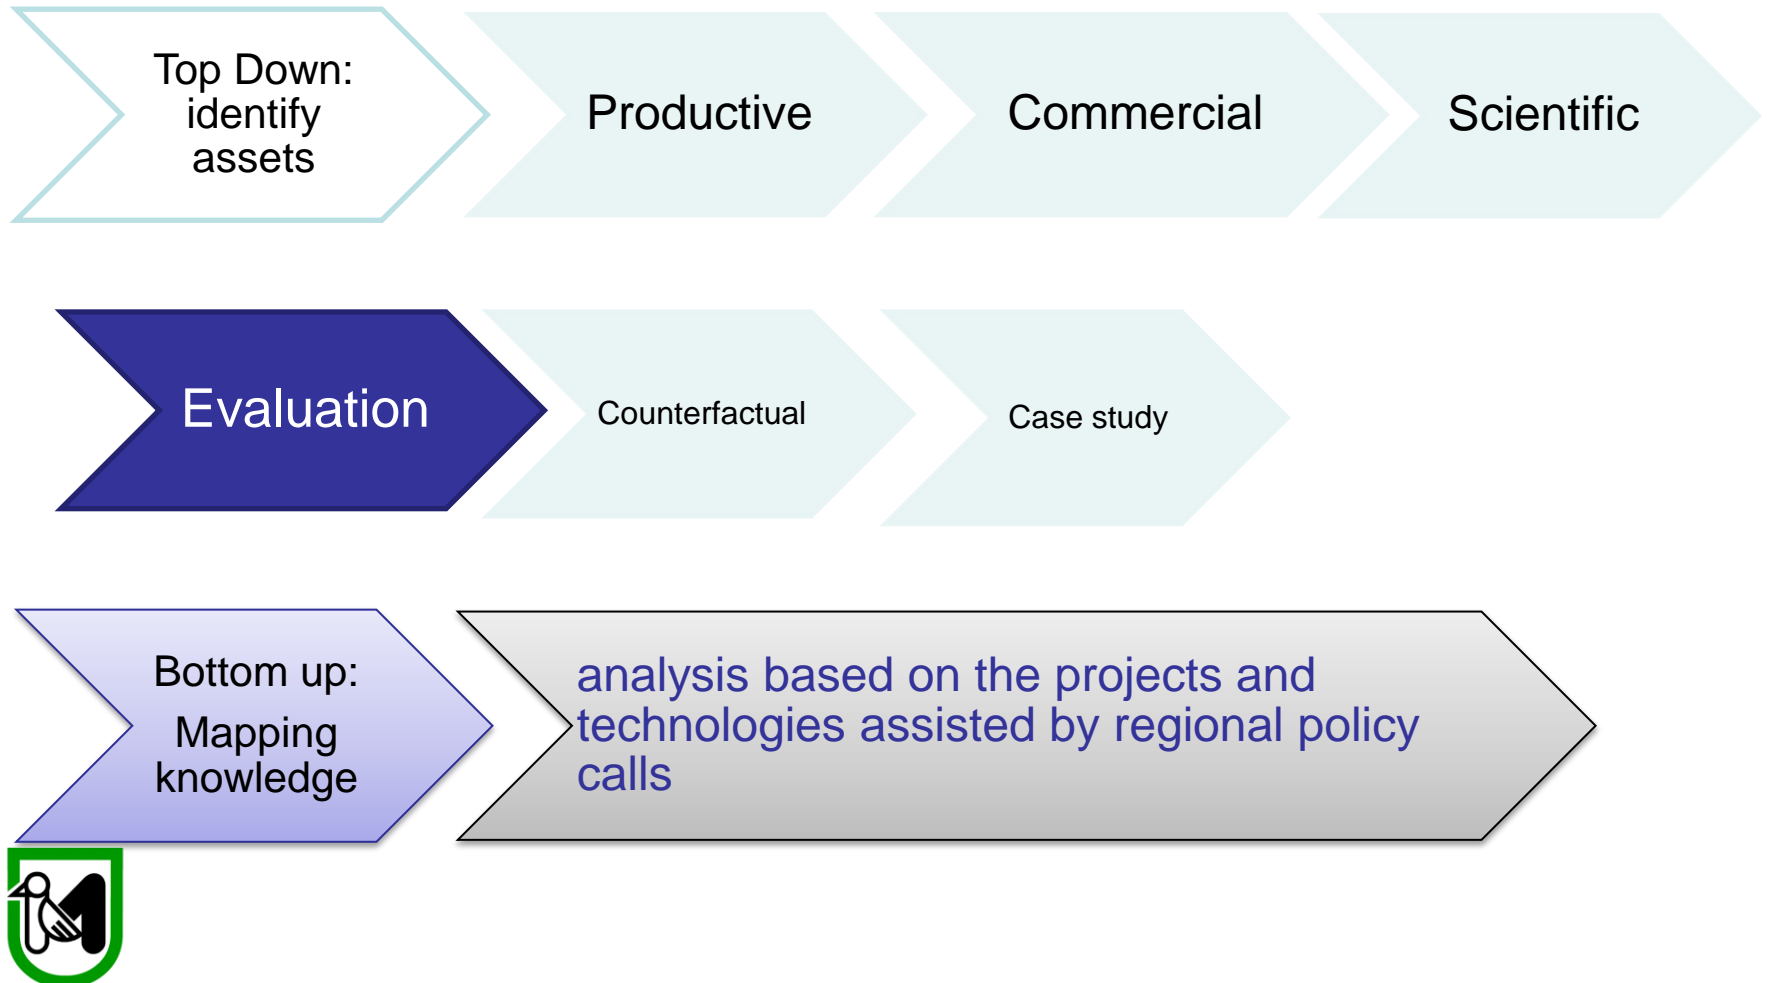 Top Down:
identify
assets
Productive
Commercial
Scientific
Evaluation
Counterfactual
Case study
Bottom up:
Mapping
knowledge
analysis based on the projects and
technologies assisted by regional policy
calls